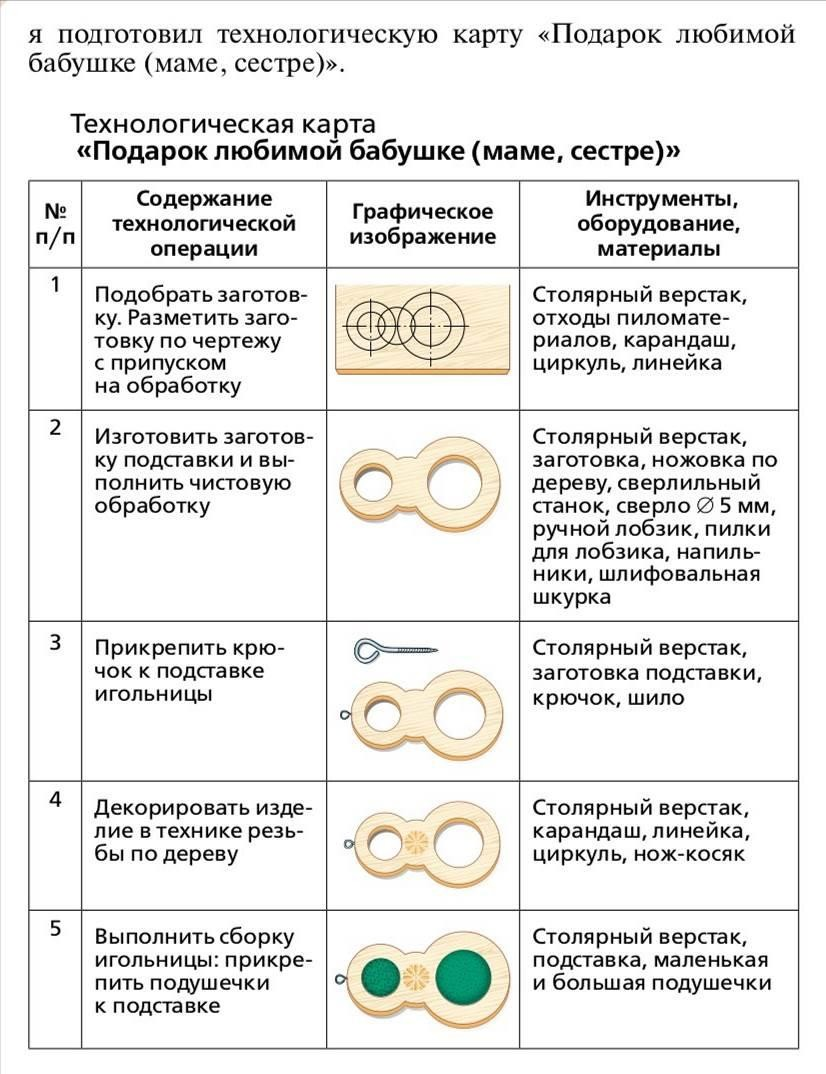 я подготовил технологическую карту «Подарок любимой
бабушке (маме, сестре)».
Технологическая карта
«Подарок любимой бабушке (маме, сестре)»
№
п/п
Содержание
технологической
операции
Графическое
изображение
Инструменты,
оборудование,
материалы
1
Подобрать заготов-
ку. Разметить заго-
товку по чертежу
с припуском
на обработку
Столярный верстак,
отходы пиломате-
риалов, карандаш,
циркуль, линейка
2
Изготовить заготов-
ку подставки и вы-
полнить чистовую
обработку
Столярный верстак,
заготовка, ножовка по
дереву, сверлильный
станок, сверло ∅ 5 мм,
ручной лобзик, пилки
для лобзика, напиль-
ники, шлифовальная
шкурка
3
Прикрепить крю-
чок к подставке
игольницы
Столярный верстак,
заготовка подставки,
крючок, шило
4
Декорировать изде-
лие в технике резь-
бы по дереву
Столярный верстак,
карандаш, линейка,
циркуль, нож-косяк
5
Выполнить сборку
игольницы: прикре-
пить подушечки
к подставке
Столярный верстак,
подставка, маленькая
и большая подушечки